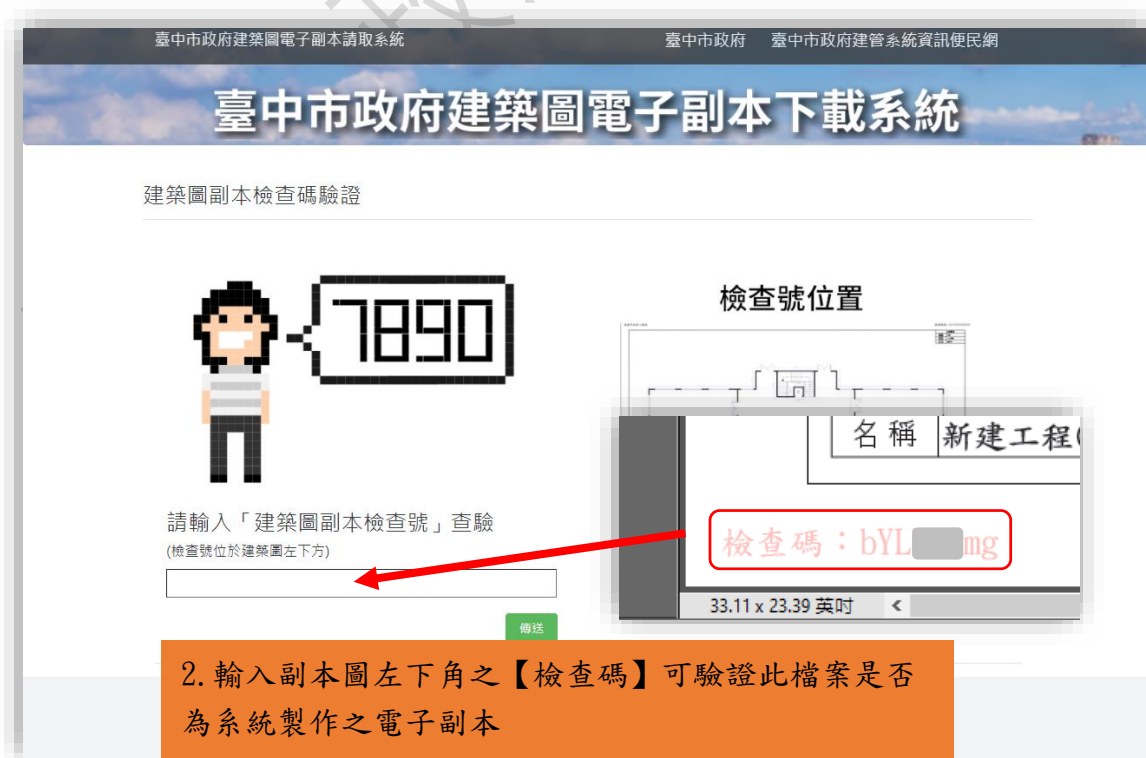 臺中市政府建築圖電子副本請取系統
臺中市政府 臺中市政府建管系統資訊便民網
臺中市政府建築圖電子副本下載系統
建築圖副本檢查碼驗證
7890
檢查號位置
名稱 新建工程(
請輸入「建築圖副本檢查號」查驗
(檢查號位於建築圖左下方)
檢查碼：bYL mg
33.11 x 23.39 英吋 <
傳送
2.輸入副本圖左下角之【檢查碼】可驗證此檔案是否
為系統製作之電子副本